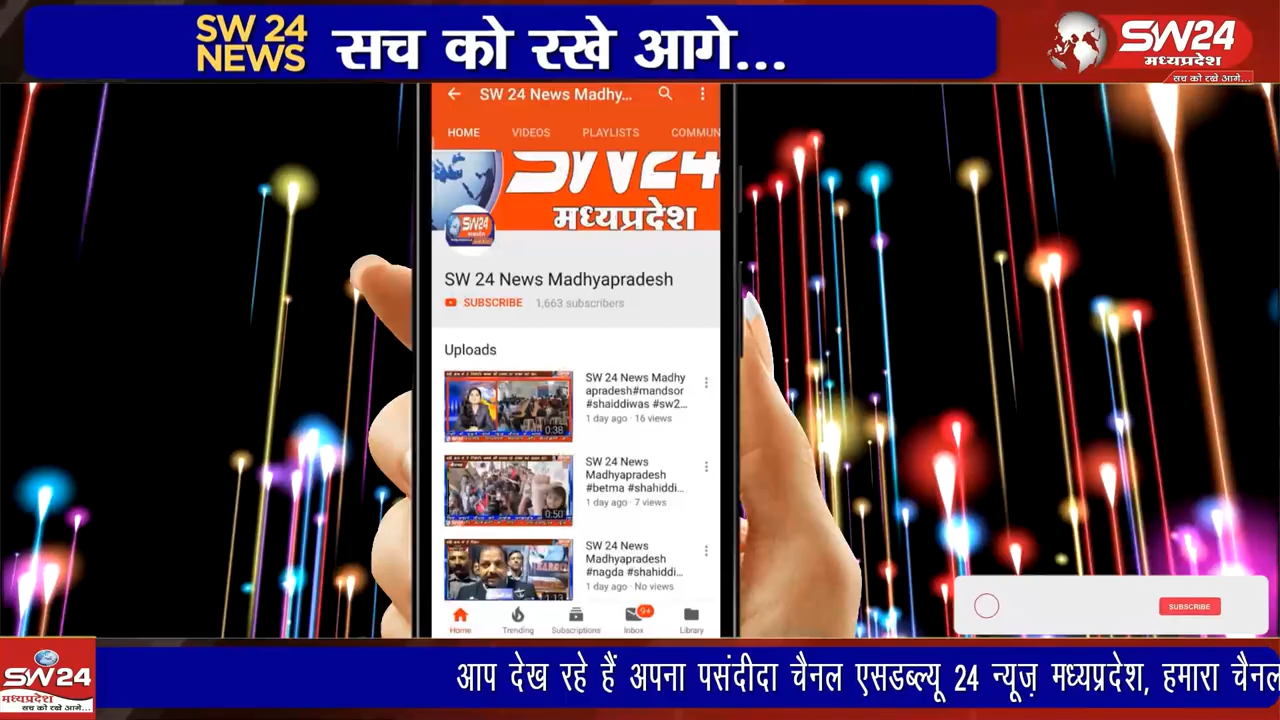 SW 24
NEWS
सच को रखे आगे...
SW24
मध्यप्रदेश
सच को रखे आगे...
SW 24 News Madhy...
HOME VIDEOS PLAYLISTS COMMUN
SW24
मध्यप्रदेश
SW24
SW 24 News Madhyapradesh
SUBSCRIBE 1,663 subscribers
Uploads
SW 24 News Madhy
apradesh#mandsor
#shaiddiwas #sw2...
1 day ago · 16 views
0:38
SW 24 News
Madhyapradesh
#betma #shahiddi...
1 day ago · 7 views
0:50
SW 24 News
Madhyapradesh
#nagda #shahiddi...
1 day ago · No views
1:13
9+
Home Trending Subscriptions Inbox Library
SUBSCRIBE
SW24
मध्यप्रदेश
सच को रखे आगे...
आप देख रहे हैं अपना पसंदीदा चैनल एसडब्ल्यू 24 न्यूज़ मध्यप्रदेश, हमारा चैनल